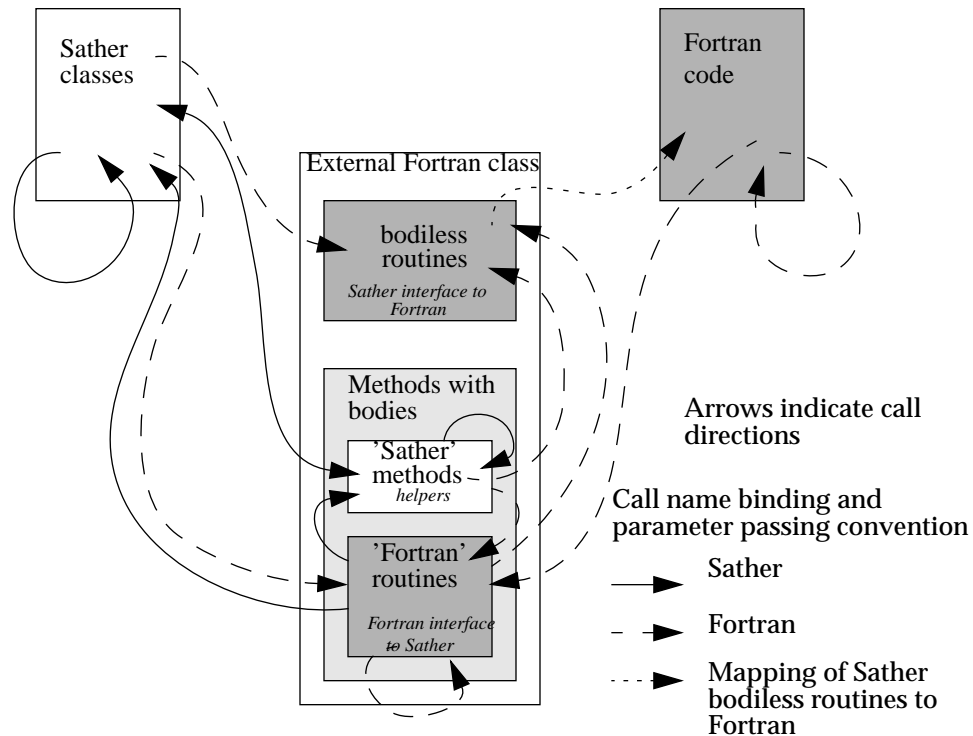 Sather
classes
Fortran
code
External Fortran class
bodiless
routines
Sather interface to
Fortran
Methods with
bodies
'Sather'
methods
helpers
'Fortran'
routines
Fortran interface
to Sather
Arrows indicate call
directions
Call name binding and
parameter passing convention
Sather
Fortran
Mapping of Sather
bodiless routines to
Fortran